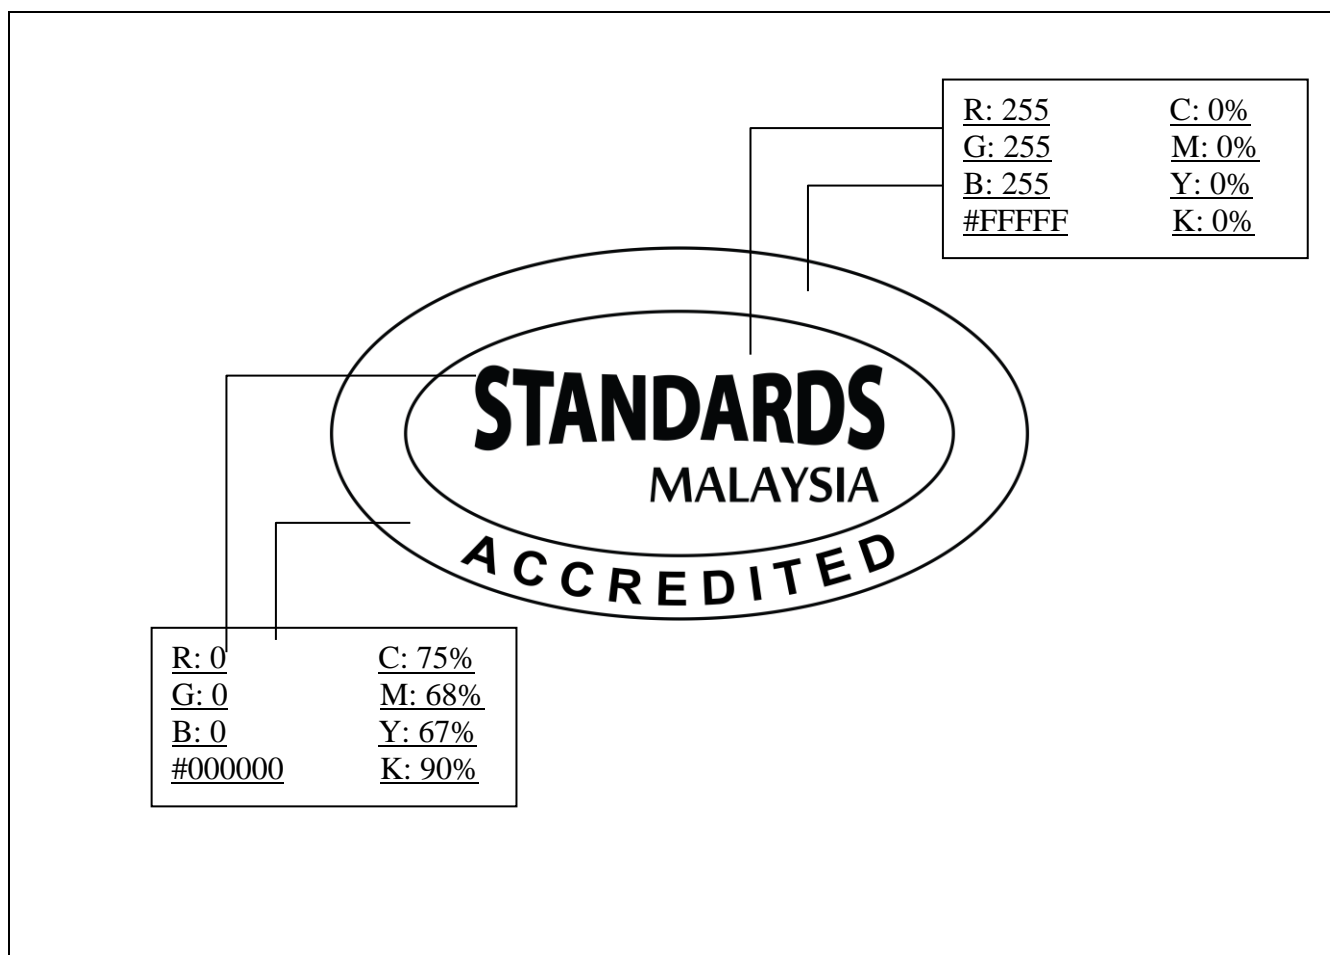 R: 255 C: 0%
G: 255 M: 0%
B: 255 Y: 0%
#FFFFF K: 0%
STANDARDS
MALAYSIA
ACCREDITED
R: 0 C: 75%
G: 0 M: 68%
B: 0 Y: 67%
#000000 K: 90%